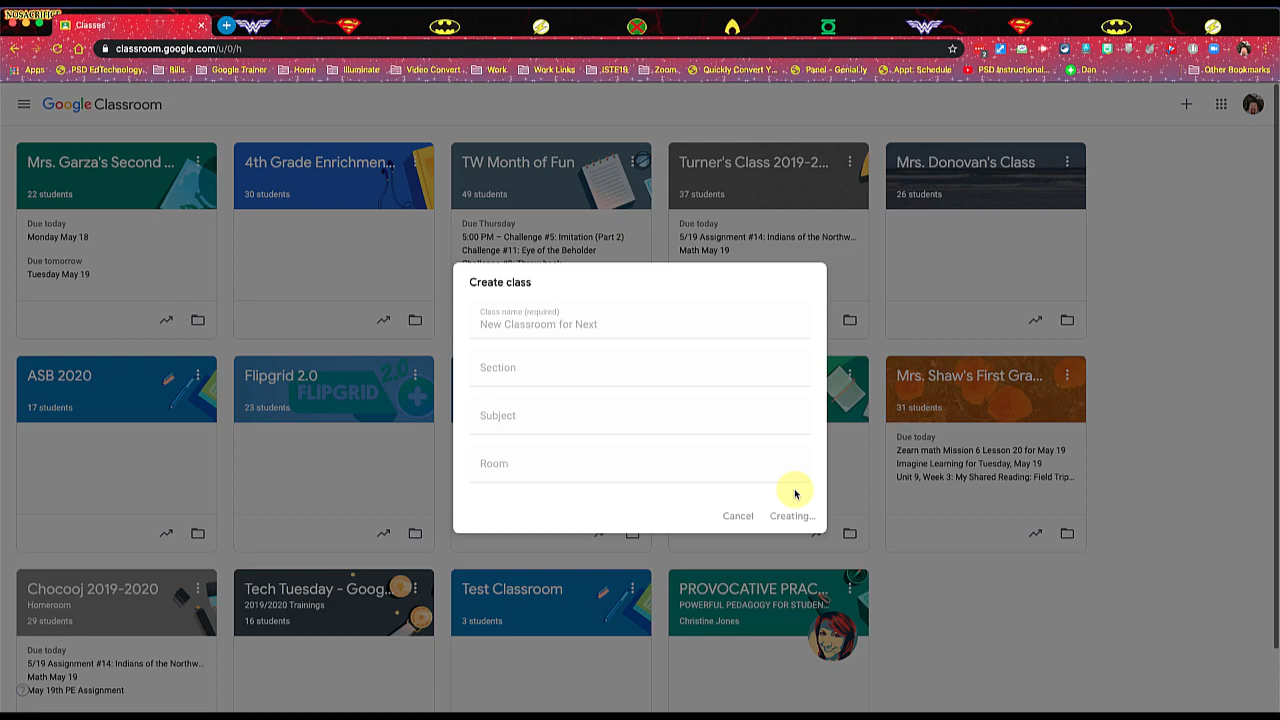 NOSACRIFICE
Classes
classroom.google.com/u/0/h
Apps
PSD EdTechnology
Bills
Google Trainer
Home
Illuminate
Video Convert...
Work
Work Links
ISTE18
Zoom
Quickly Convert Y...
Panel - Genial.ly
Appt: Schedule
PSD Instructional...
Dan
Other Bookmarks
Google Classroom
Mrs. Garza's Second ...
22 students
Due today
Monday May 18
Due tomorrow
Tuesday May 19
4th Grade Enrichmen...
30 students
TW Month of Fun
49 students
Due Thursday
5:00 PM – Challenge #5: Imitation (Part 2)
Challenge #11: Eye of the Beholder
Turner's Class 2019-2...
37 students
Due today
5/19 Assignment #14: Indians of the Northw...
Math May 19
Mrs. Donovan's Class
26 students
Create class
Class name (required)
New Classroom for Next
Section
Subject
Room
Cancel
Creating...
ASB 2020
17 students
Flipgrid 2.0
23 students
2.0
FLIPGRID
Mrs. Shaw's First Gra...
31 students
Due today
Zearn math Mission 6 Lesson 20 for May 19
Imagine Learning for Tuesday, May 19
Unit 9, Week 3: My Shared Reading: Field Trip...
Chocooj 2019-2020
Homeroom
29 students
Due today
5/19 Assignment #14: Indians of the Northw...
Math May 19
May 19th PE Assignment
Tech Tuesday - Goog...
2019/2020 Trainings
16 students
Test Classroom
3 students
PROVOCATIVE PRAC...
POWERFUL PEDAGOGY FOR STUDEN...
Christine Jones